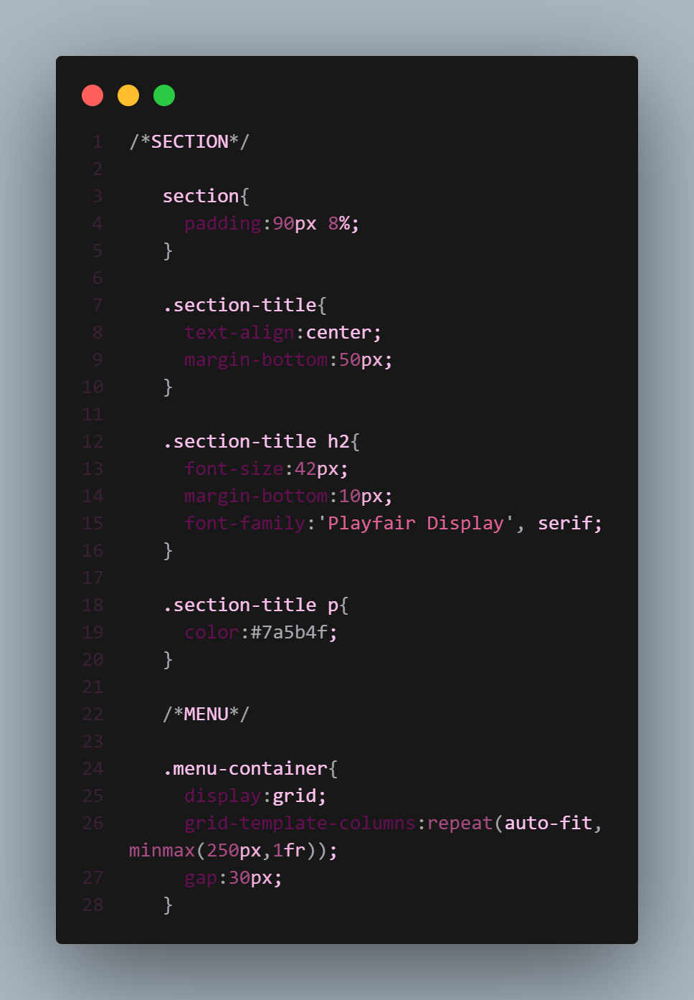 1 /*SECTION*/
2
3 section{
4 padding:90px 8%;
5 }
6
7 .section-title{
8 text-align:center;
9 margin-bottom:50px;
10 }
11
12 .section-title h2{
13 font-size:42px;
14 margin-bottom:10px;
15 font-family:'Playfair Display', serif;
16 }
17
18 .section-title p{
19 color:#7a5b4f;
20 }
21
22 /*MENU*/
23
24 .menu-container{
25 display:grid;
26 grid-template-columns:repeat(auto-fit,
minmax(250px,1fr));
27 gap:30px;
28 }